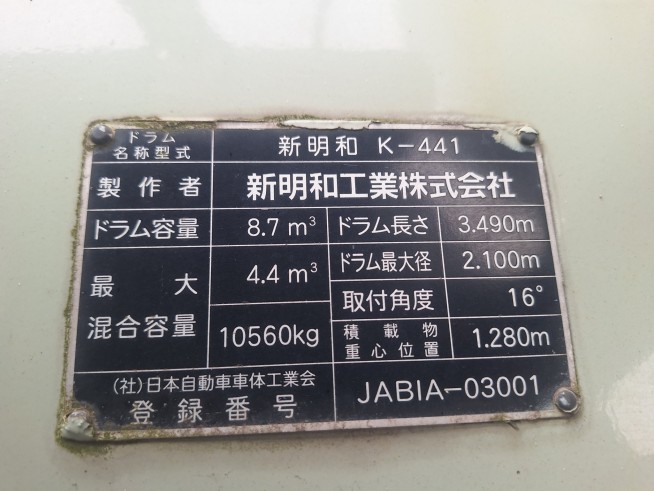 ドラム
名称型式
新明和 K-441
製作者
新明和工業株式会社
ドラム容量
8.7 m³
ドラム長さ
3.490m
最大
混合容量
4.4 m³
10560kg
ドラム最大径
2.100m
取付角度
16°
積載物
重心位置
1.280m
(社)日本自動車車体工業会
登録番号
JABIA-03001